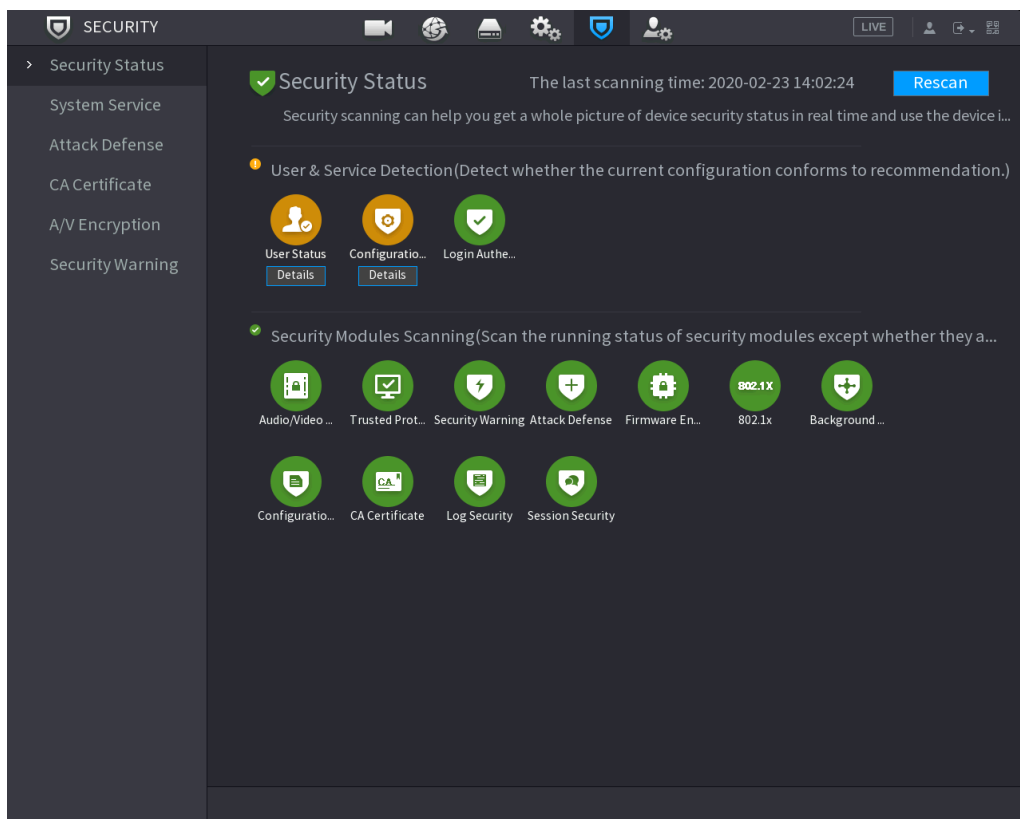 SECURITY
LIVE
Security Status
System Service
Attack Defense
CA Certificate
A/V Encryption
Security Warning
Security Status
The last scanning time: 2020-02-23 14:02:24
Rescan
Security scanning can help you get a whole picture of device security status in real time and use the device i...
User & Service Detection(Detect whether the current configuration conforms to recommendation.)
User Status
Configuratio...
Login Authe...
Details
Details
Security Modules Scanning(Scan the running status of security modules except whether they a...
802.1X
Audio/Video ...
Trusted Prot...
Security Warning
Attack Defense
Firmware En...
802.1x
Background ...
CA
Configuratio...
CA Certificate
Log Security
Session Security